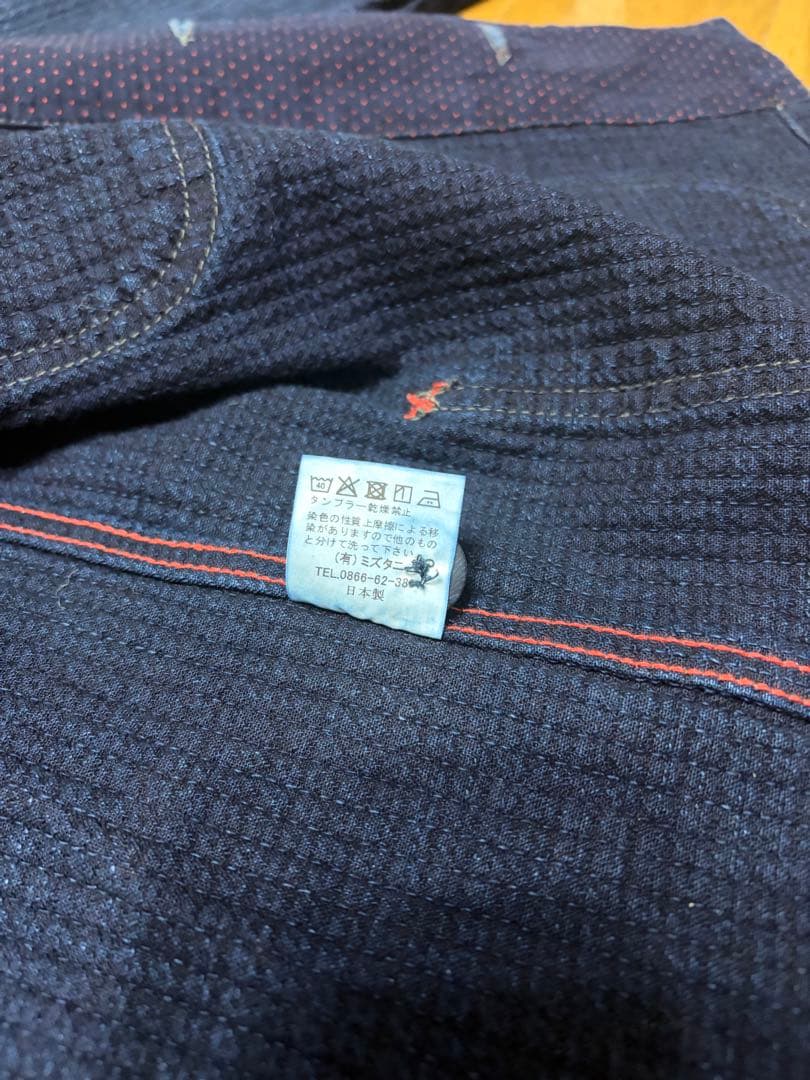 40
タンブラー乾燥禁止
染色の性質上摩擦による移
染がありますので他のもの
と分けて洗って下さい。
(有)ミズタニ
TEL.0866-62-38
日本製